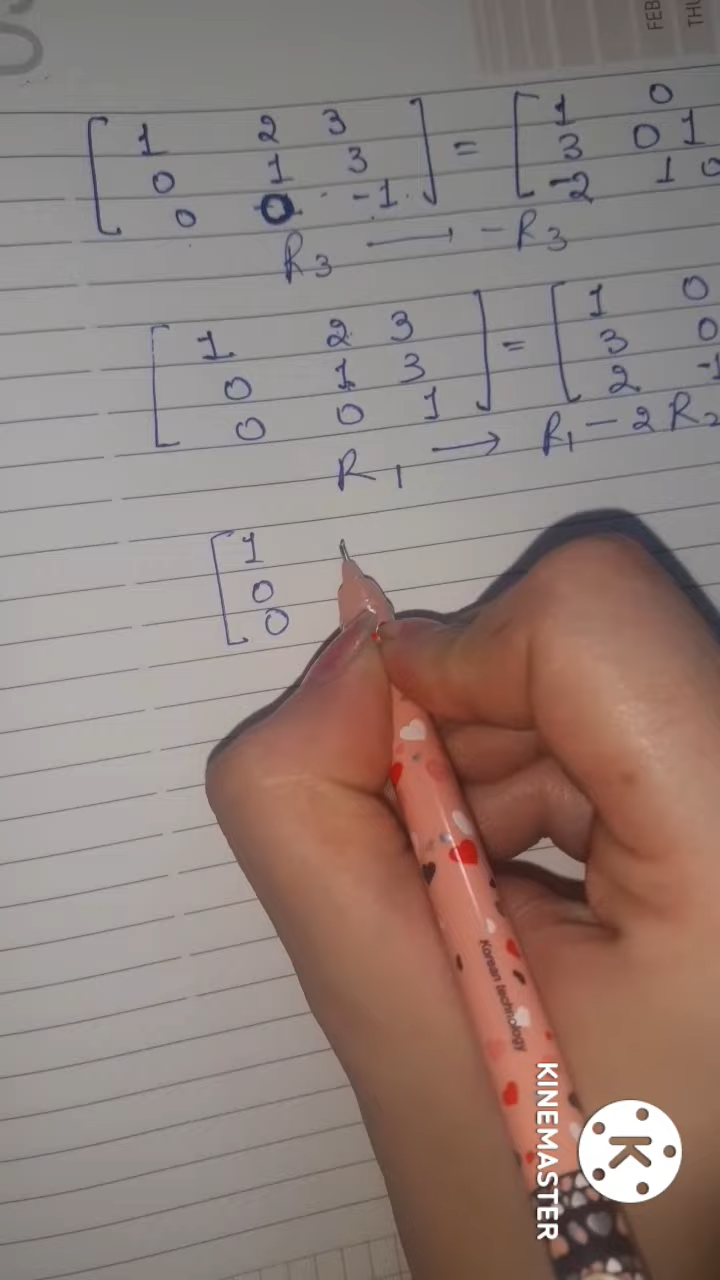 FEB
THU
1 2 3 1 0
0 1 3 = 3 0 1
0 0 -1 -2 1 0
R3 → -R3
1 2 3 1 0
0 1 3 = 3 0
0 0 1 2 -1
R1 → R1 - 2R2
1
0
0
Korean technology
KINEMASTER